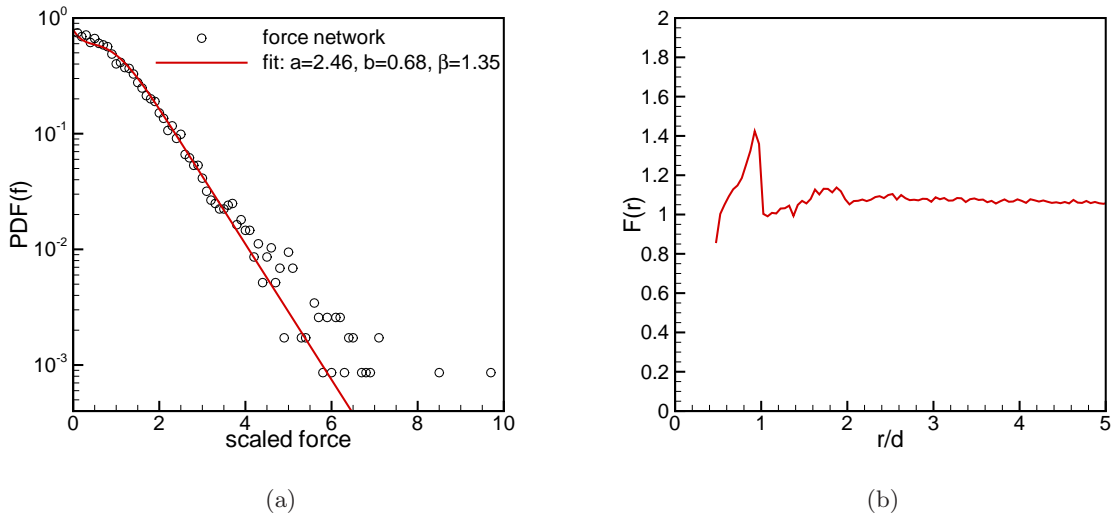 10⁰
10⁻¹
10⁻²
10⁻³
PDF(f)
force network
fit: a=2.46, b=0.68, β=1.35
0 2 4 6 8 10
scaled force
(a)
2
1.8
1.6
1.4
1.2
1
0.8
0.6
0.4
0.2
0
F(r)
0 1 2 3 4 5
r/d
(b)